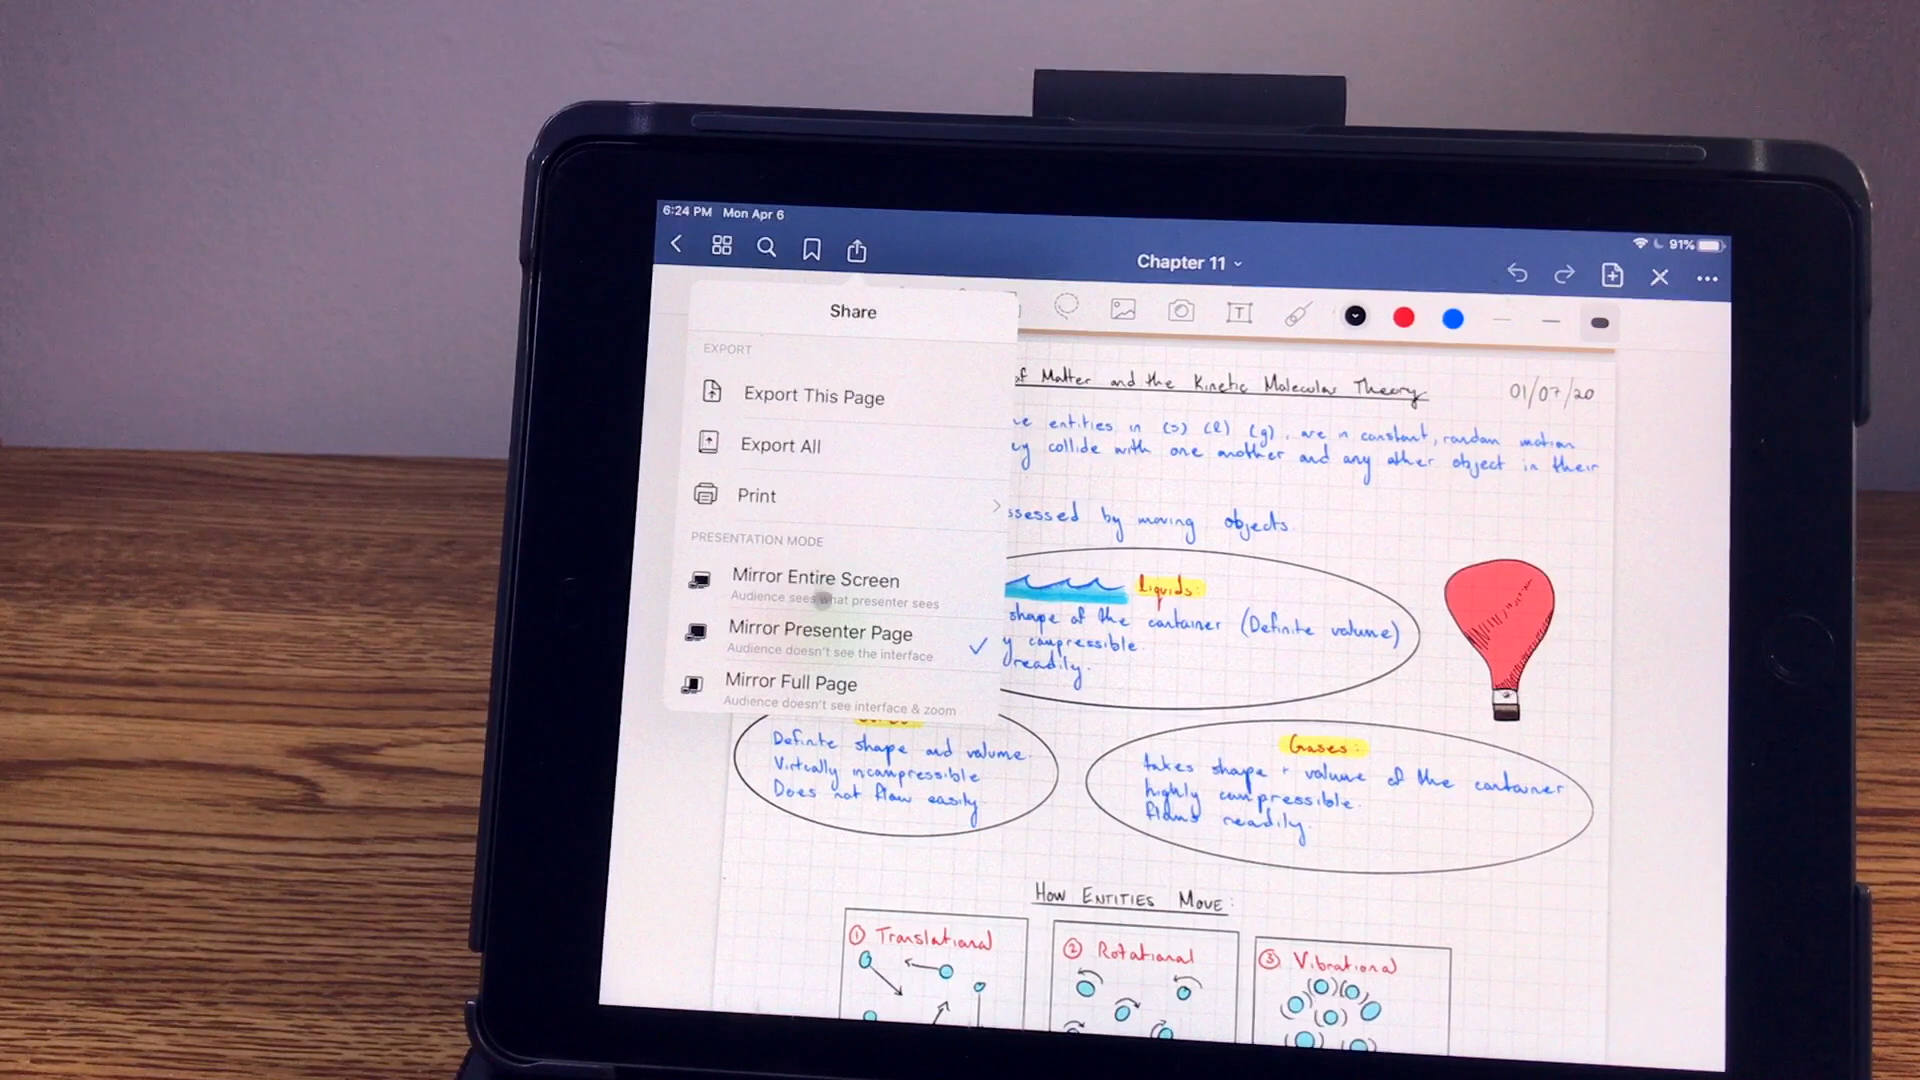 6:24 PM Mon Apr 6
91%
Chapter 11
Share
EXPORT
Export This Page
Export All
Print
PRESENTATION MODE
Mirror Entire Screen
Audience sees what presenter sees
Mirror Presenter Page
Audience doesn't see the interface
Mirror Full Page
Audience doesn't see interface & zoom
T
of Matter and the Kinetic Molecular Theory
01/07/20
entities in (s) (l) (g), are in constant, random motion
collide with one another and any other object in their
ssessed by moving objects.
liquids:
shape of the container (Definite volume)
y compressible.
readily.
Definite shape and volume.
Virtually incompressible
Does not flow easily.
Gases:
takes shape + volume of the container
highly compressible.
flows readily.
HOW ENTITIES MOVE:
① Translational
② Rotational
③ Vibrational